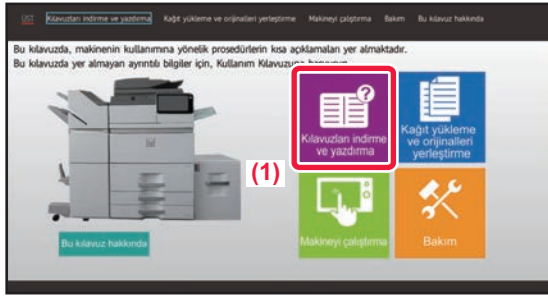 ÜST Kılavuzları indirme ve yazdırma Kağıt yükleme ve orijinalleri yerleştirme Makineyi çalıştırma Bakım Bu kılavuz hakkında
Bu kılavuzda, makinenin kullanımına yönelik prosedürlerin kısa açıklamaları yer almaktadır.
Bu kılavuzda yer almayan ayrıntılı bilgiler için, Kullanım Kılavuzuna
Kılavuzları indirme
ve yazdırma
Kağıt yükleme
ve orijinalleri
yerleştirme
(1)
Makineyi çalıştırma
Bakım
Bu kılavuz hakkında